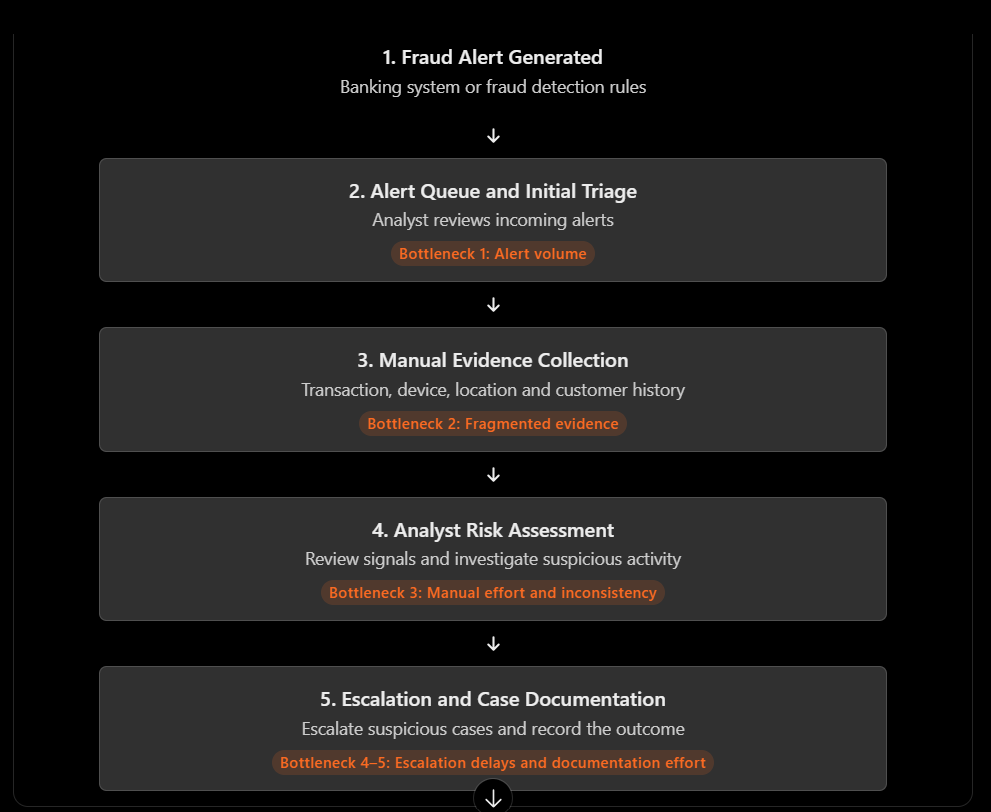 1. Fraud Alert Generated
Banking system or fraud detection rules
2. Alert Queue and Initial Triage
Analyst reviews incoming alerts
Bottleneck 1: Alert volume
3. Manual Evidence Collection
Transaction, device, location and customer history
Bottleneck 2: Fragmented evidence
4. Analyst Risk Assessment
Review signals and investigate suspicious activity
Bottleneck 3: Manual effort and inconsistency
5. Escalation and Case Documentation
Escalate suspicious cases and record the outcome
Bottleneck 4–5: Escalation delays and documentation effort